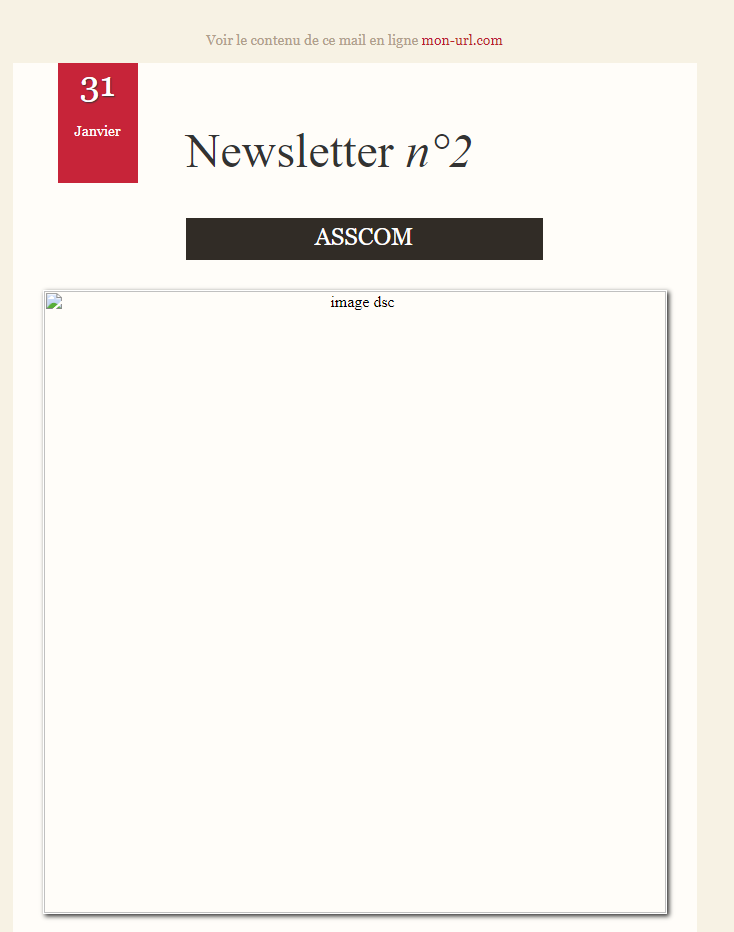 Voir le contenu de ce mail en ligne mon-url.com
31
Janvier
Newsletter n°2
ASSCOM
image dsc